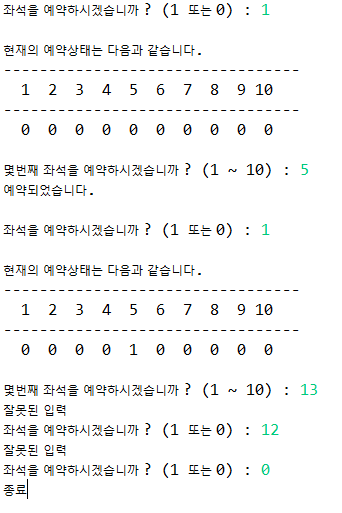 좌석을 예약하시겠습니까 ? (1 또는 0) : 1
현재의 예약상태는 다음과 같습니다.
---------------------------------
1 2 3 4 5 6 7 8 9 10
---------------------------------
0 0 0 0 0 0 0 0 0 0
몇번째 좌석을 예약하시겠습니까 ? (1 ~ 10) : 5
예약되었습니다.
좌석을 예약하시겠습니까 ? (1 또는 0) : 1
현재의 예약상태는 다음과 같습니다.
---------------------------------
1 2 3 4 5 6 7 8 9 10
---------------------------------
0 0 0 0 1 0 0 0 0 0
몇번째 좌석을 예약하시겠습니까 ? (1 ~ 10) : 13
잘못된 입력
좌석을 예약하시겠습니까 ? (1 또는 0) : 12
잘못된 입력
좌석을 예약하시겠습니까 ? (1 또는 0) : 0
종료